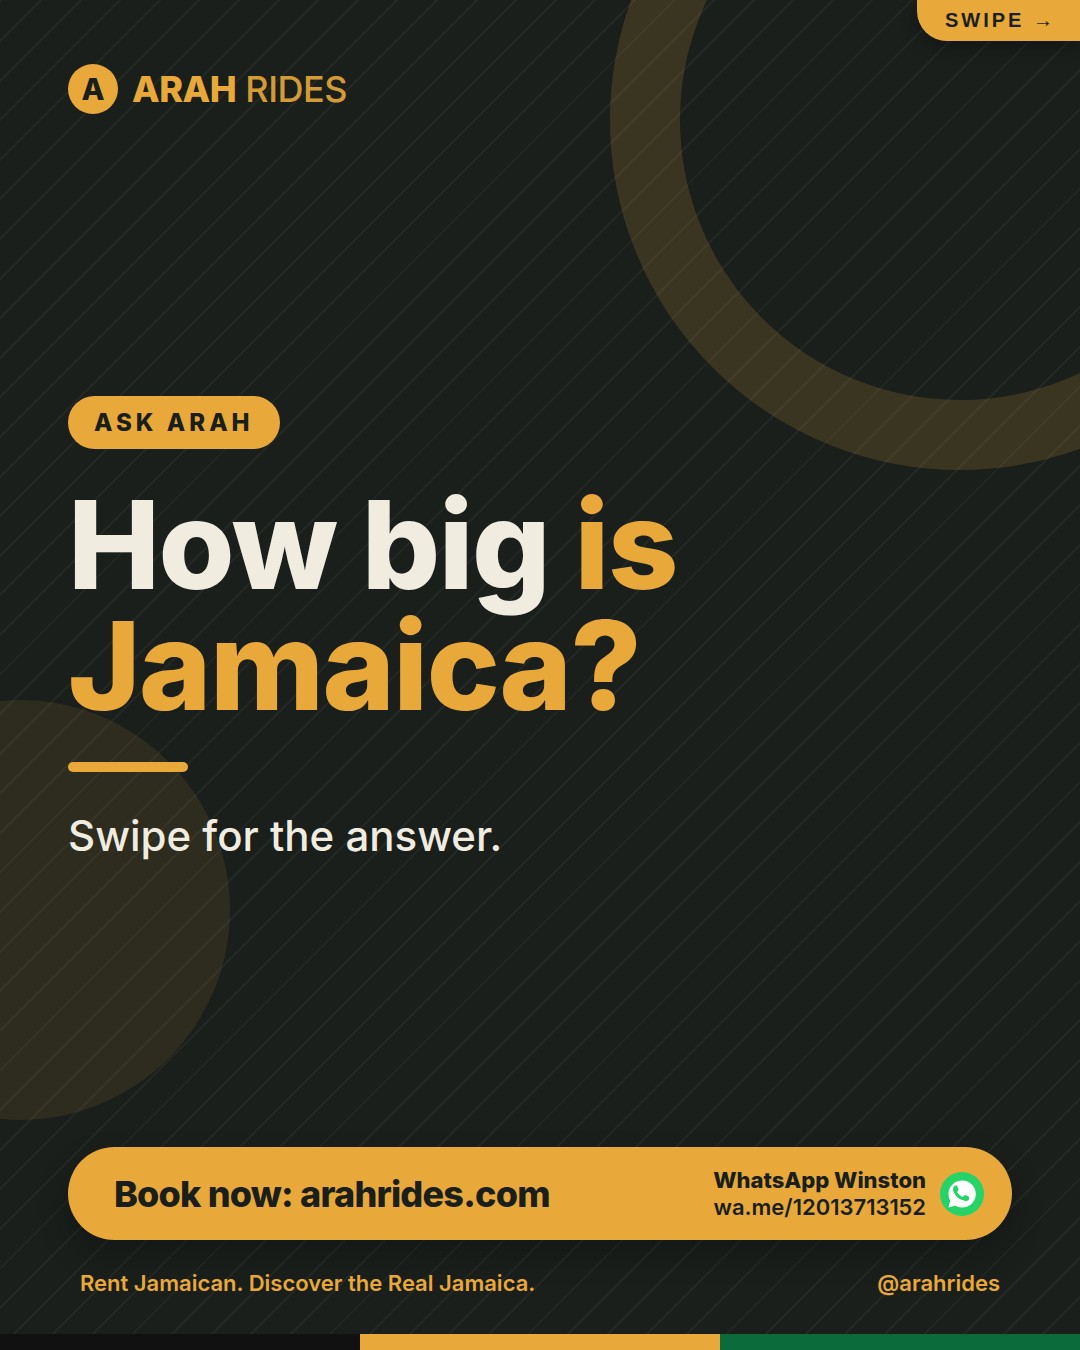 SWIPE →
A ARAH RIDES
ASK ARAH
How big is
Jamaica?
Swipe for the answer.
Book now: arahrides.com
WhatsApp Winston
wa.me/12013713152
Rent Jamaican. Discover the Real Jamaica.
@arahrides